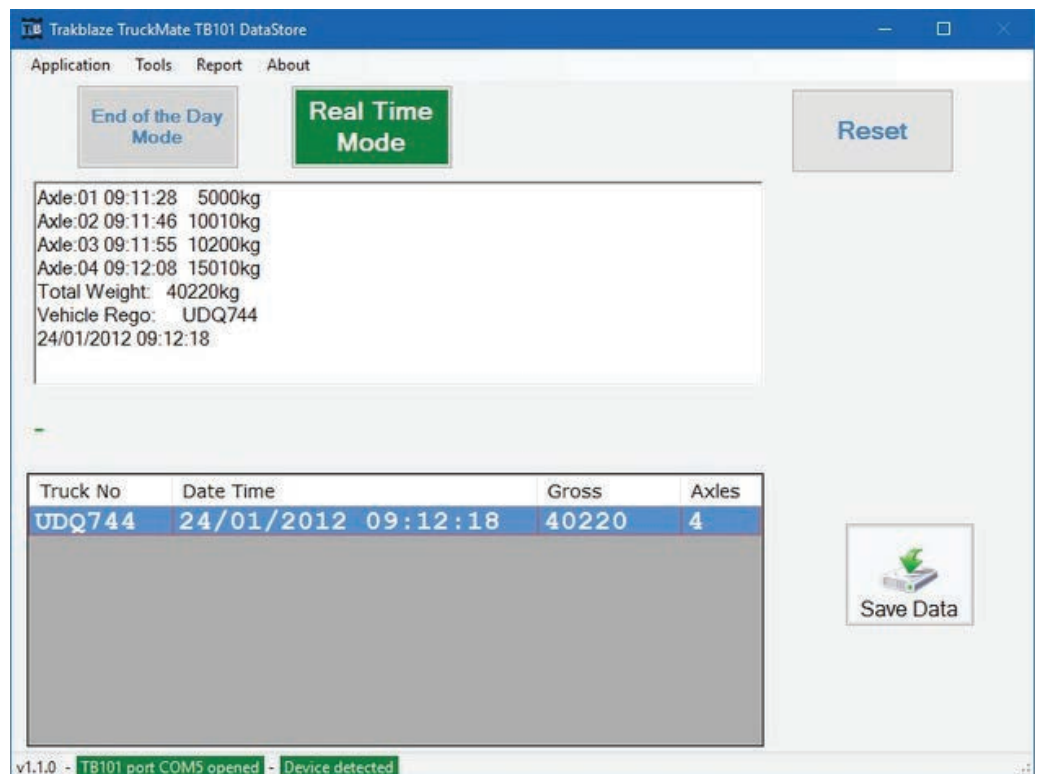 TB Trakblaze TruckMate TB101 DataStore
Application Tools Report About
End of the Day
Mode
Real Time
Mode
Reset
Axle:01 09:11:28 5000kg
Axle:02 09:11:46 10010kg
Axle:03 09:11:55 10200kg
Axle:04 09:12:08 15010kg
Total Weight: 40220kg
Vehicle Rego: UDQ744
24/01/2012 09:12:18
-
Truck No Date Time Gross Axles
UDQ744 24/01/2012 09:12:18 40220 4
Save Data
v1.1.0 - TB101 port COM5 opened - Device detected